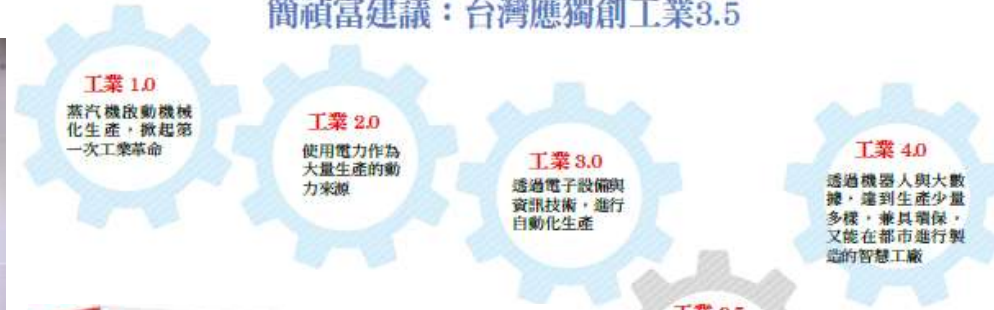 簡禎富建議：台灣應獨創工業3.5
工業 1.0
蒸汽機啟動機械
化生產，掀起第
一次工業革命
工業 2.0
使用電力作為
大量生產的動
力來源
工業 3.0
透過電子設備與
資訊技術，進行
自動化生產
工業 4.0
透過機器人與大數
據，達到生產少量
多樣，兼具環保，
又能在都市進行製
造的智慧工廠